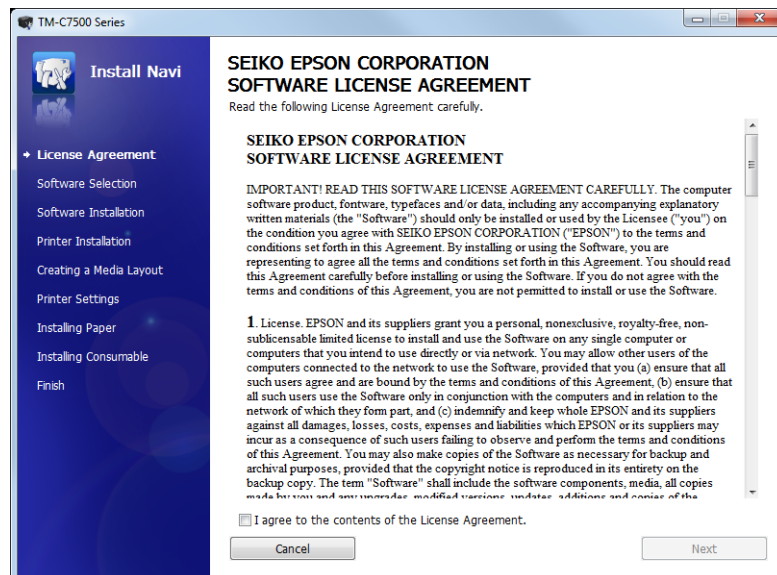 TM-C7500 Series
Install Navi
License Agreement
Software Selection
Software Installation
Printer Installation
Creating a Media Layout
Printer Settings
Installing Paper
Installing Consumable
Finish
SEIKO EPSON CORPORATION
SOFTWARE LICENSE AGREEMENT
Read the following License Agreement carefully.
SEIKO EPSON CORPORATION
SOFTWARE LICENSE AGREEMENT
IMPORTANT! READ THIS SOFTWARE LICENSE AGREEMENT CAREFULLY. The computer
software product, fontware, typefaces and/or data, including any accompanying explanatory
written materials (the "Software") should only be installed or used by the Licensee ("you") on
the condition you agree with SEIKO EPSON CORPORATION ("EPSON") to the terms and
conditions set forth in this Agreement. By installing or using the Software, you are
representing to agree all the terms and conditions set forth in this Agreement. You should read
this Agreement carefully before installing or using the Software. If you do not agree with the
terms and conditions of this Agreement, you are not permitted to install or use the Software.
1. License. EPSON and its suppliers grant you a personal, nonexclusive, royalty-free, non-
sublicensable limited license to install and use the Software on any single computer or
computers that you intend to use directly or via network. You may allow other users of the
computers connected to the network to use the Software, provided that you (a) ensure that all
such users agree and are bound by the terms and conditions of this Agreement, (b) ensure that
all such users use the Software only in conjunction with the computers and in relation to the
network of which they form part, and (c) indemnify and keep whole EPSON and its suppliers
against all damages, losses, costs, expenses and liabilities which EPSON or its suppliers may
incur as a consequence of such users failing to observe and perform the terms and conditions
of this Agreement. You may also make copies of the Software as necessary for backup and
archival purposes, provided that the copyright notice is reproduced in its entirety on the
backup copy. The term "Software" shall include the software components, media, all copies
made by you and any upgrades, modified versions, updates, additions and copies of the
I agree to the contents of the License Agreement.
Cancel
Next